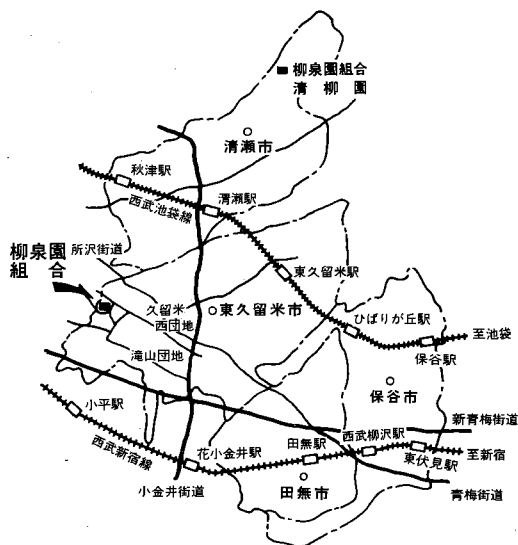 柳泉園組合
清柳園
清瀬市
秋津駅
清瀬駅
西武池袋線
所沢街道
柳泉園
組合
東久留米駅
久留米
西団地
東久留米市
ひばりが丘駅
至池袋
滝山団地
保谷駅
保谷市
小平駅
新青梅街道
西武新宿線
花小金井駅
田無駅
西武柳沢駅
東伏見駅
至新宿
小金井街道
田無市
青梅街道